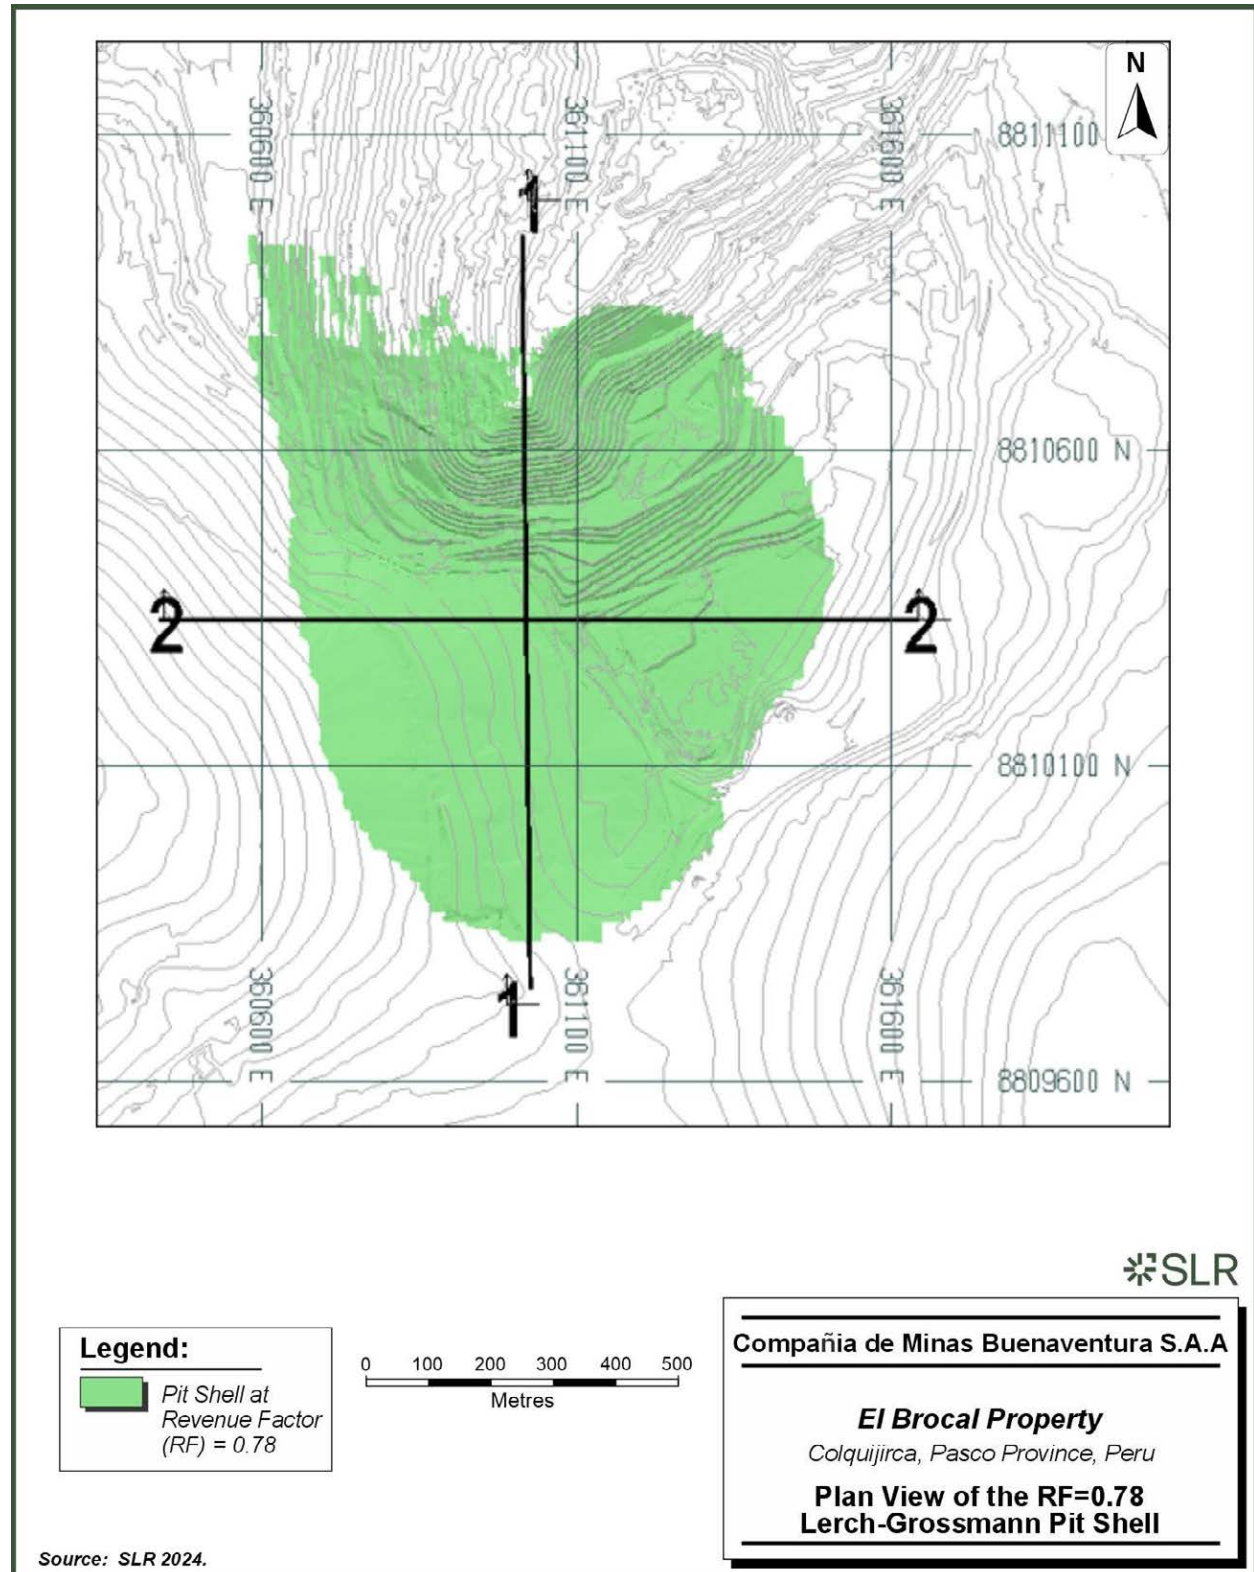 N
360600 E
361100 E
361600 E
8811100
1
8810600 N
2
2
8810100 N
1
360600 E
361100 E
361600 E
8809600 N
SLR
Legend:
Pit Shell at
Revenue Factor
(RF) = 0.78
0 100 200 300 400 500
Metres
Compañia de Minas Buenaventura S.A.A
El Brocal Property
Colquijirca, Pasco Province, Peru
Plan View of the RF=0.78
Lerch-Grossmann Pit Shell
Source: SLR 2024.